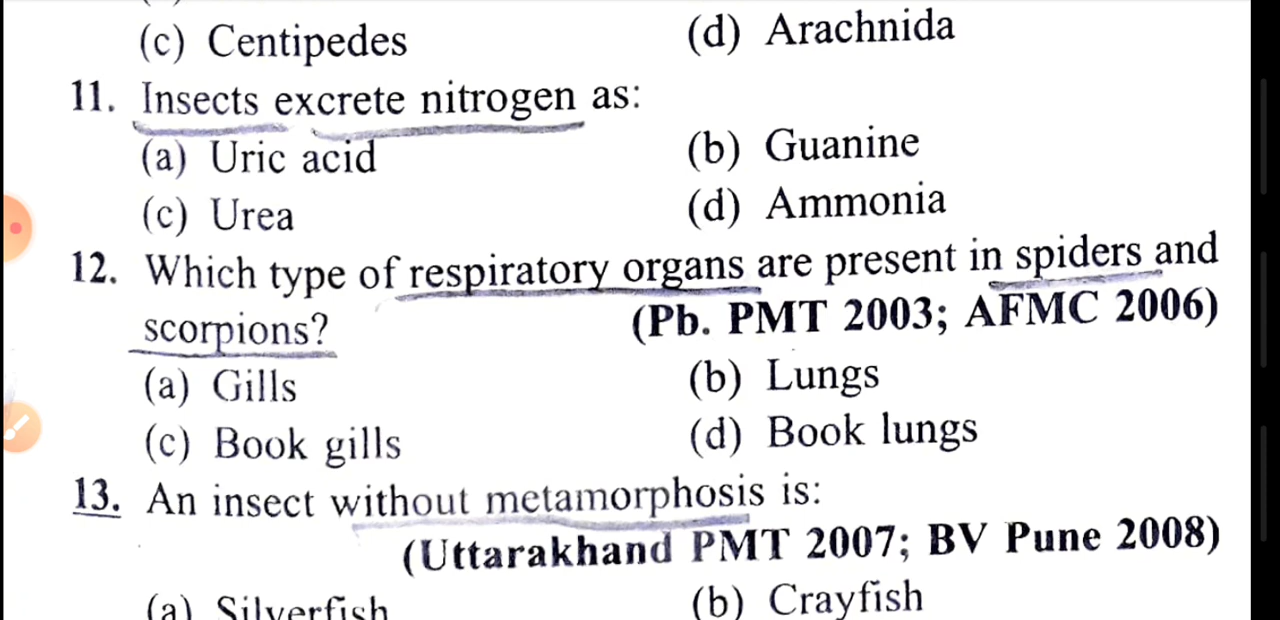 (c) Centipedes (d) Arachnida
11. Insects excrete nitrogen as:
(a) Uric acid (b) Guanine
(c) Urea (d) Ammonia
12. Which type of respiratory organs are present in spiders and
scorpions? (Pb. PMT 2003; AFMC 2006)
(a) Gills (b) Lungs
(c) Book gills (d) Book lungs
13. An insect without metamorphosis is:
(Uttarakhand PMT 2007; BV Pune 2008)
(a) Silverfish (b) Crayfish